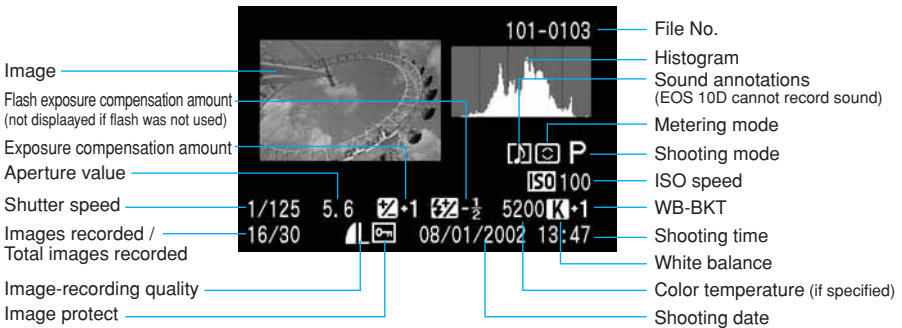 Image
Flash exposure compensation amount
(not displaayed if flash was not used)
Exposure compensation amount
Aperture value
Shutter speed
Images recorded /
Total images recorded
Image-recording quality
Image protect
101-0103
P
ISO 100
1/125 5.6 +1 -½ 5200 K +1
16/30 L 08/01/2002 13:47
File No.
Histogram
Sound annotations
(EOS 10D cannot record sound)
Metering mode
Shooting mode
ISO speed
WB-BKT
Shooting time
White balance
Color temperature (if specified)
Shooting date